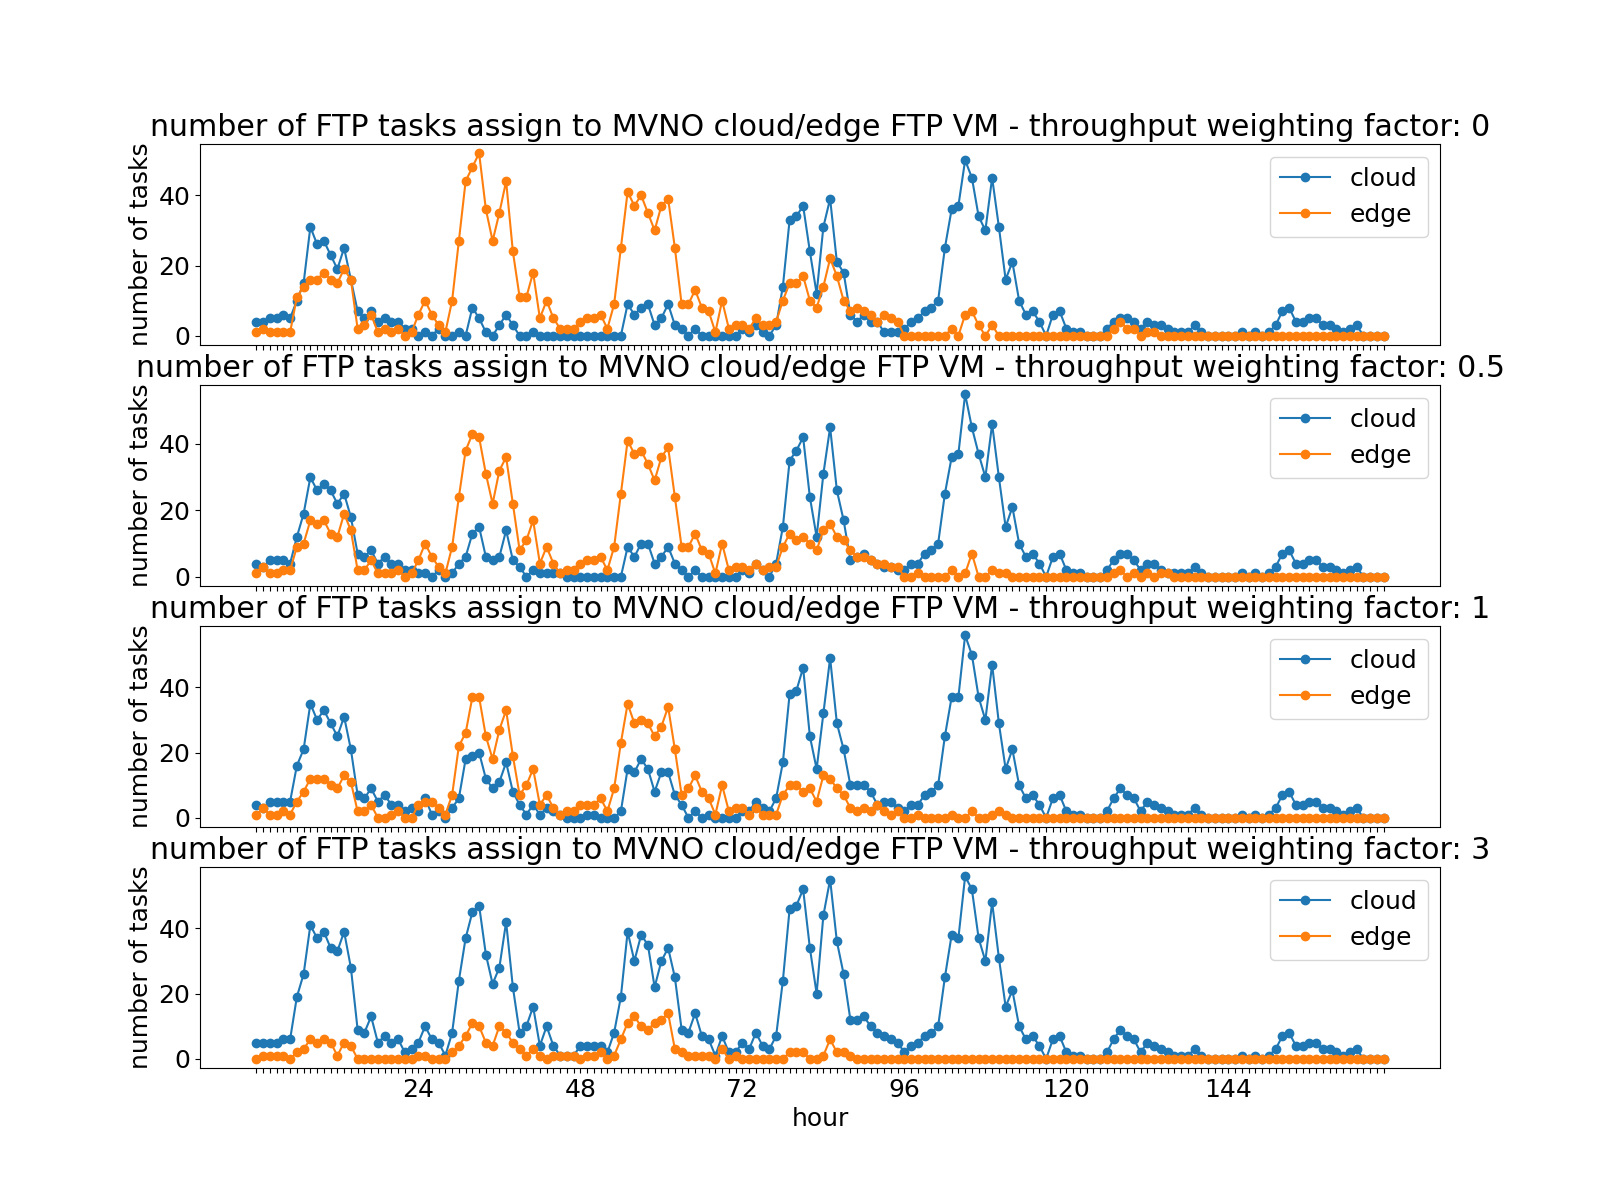 number of FTP tasks assign to MVNO cloud/edge FTP VM - throughput weighting factor: 0
number of tasks
40
20
0
cloud
edge
number of FTP tasks assign to MVNO cloud/edge FTP VM - throughput weighting factor: 0.5
number of tasks
40
20
0
cloud
edge
number of FTP tasks assign to MVNO cloud/edge FTP VM - throughput weighting factor: 1
number of tasks
40
20
0
cloud
edge
number of FTP tasks assign to MVNO cloud/edge FTP VM - throughput weighting factor: 3
number of tasks
40
20
0
cloud
edge
24 48 72 96 120 144
hour